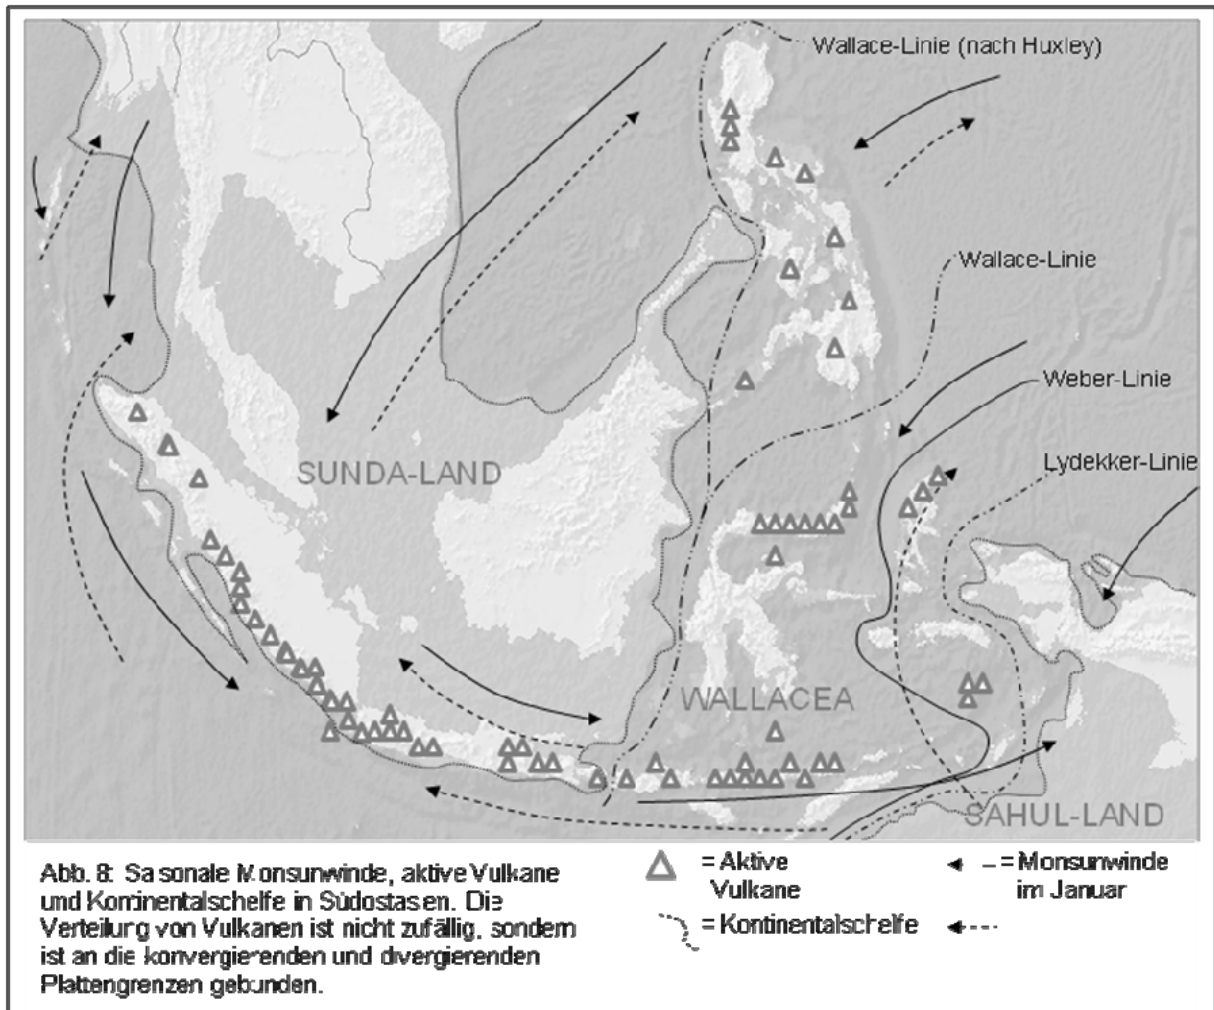 Wallace-Linie (nach Huxley)
Wallace-Linie
Weber-Linie
Lydekker-Linie
SUNDA-LAND
WALLACEA
SAHUL-LAND
Abb. 8: Saisonale Monsunwinde, aktive Vulkane
und Kontinentalschelfe in Südostasen. Die
Verteilung von Vulkanen ist nicht zufällig, sondern
ist an die konvergierenden und divergierenden
Plattengrenzen gebunden.
= Aktive
Vulkane
= Kontinentalschelfe
= Monsunwinde
im Januar